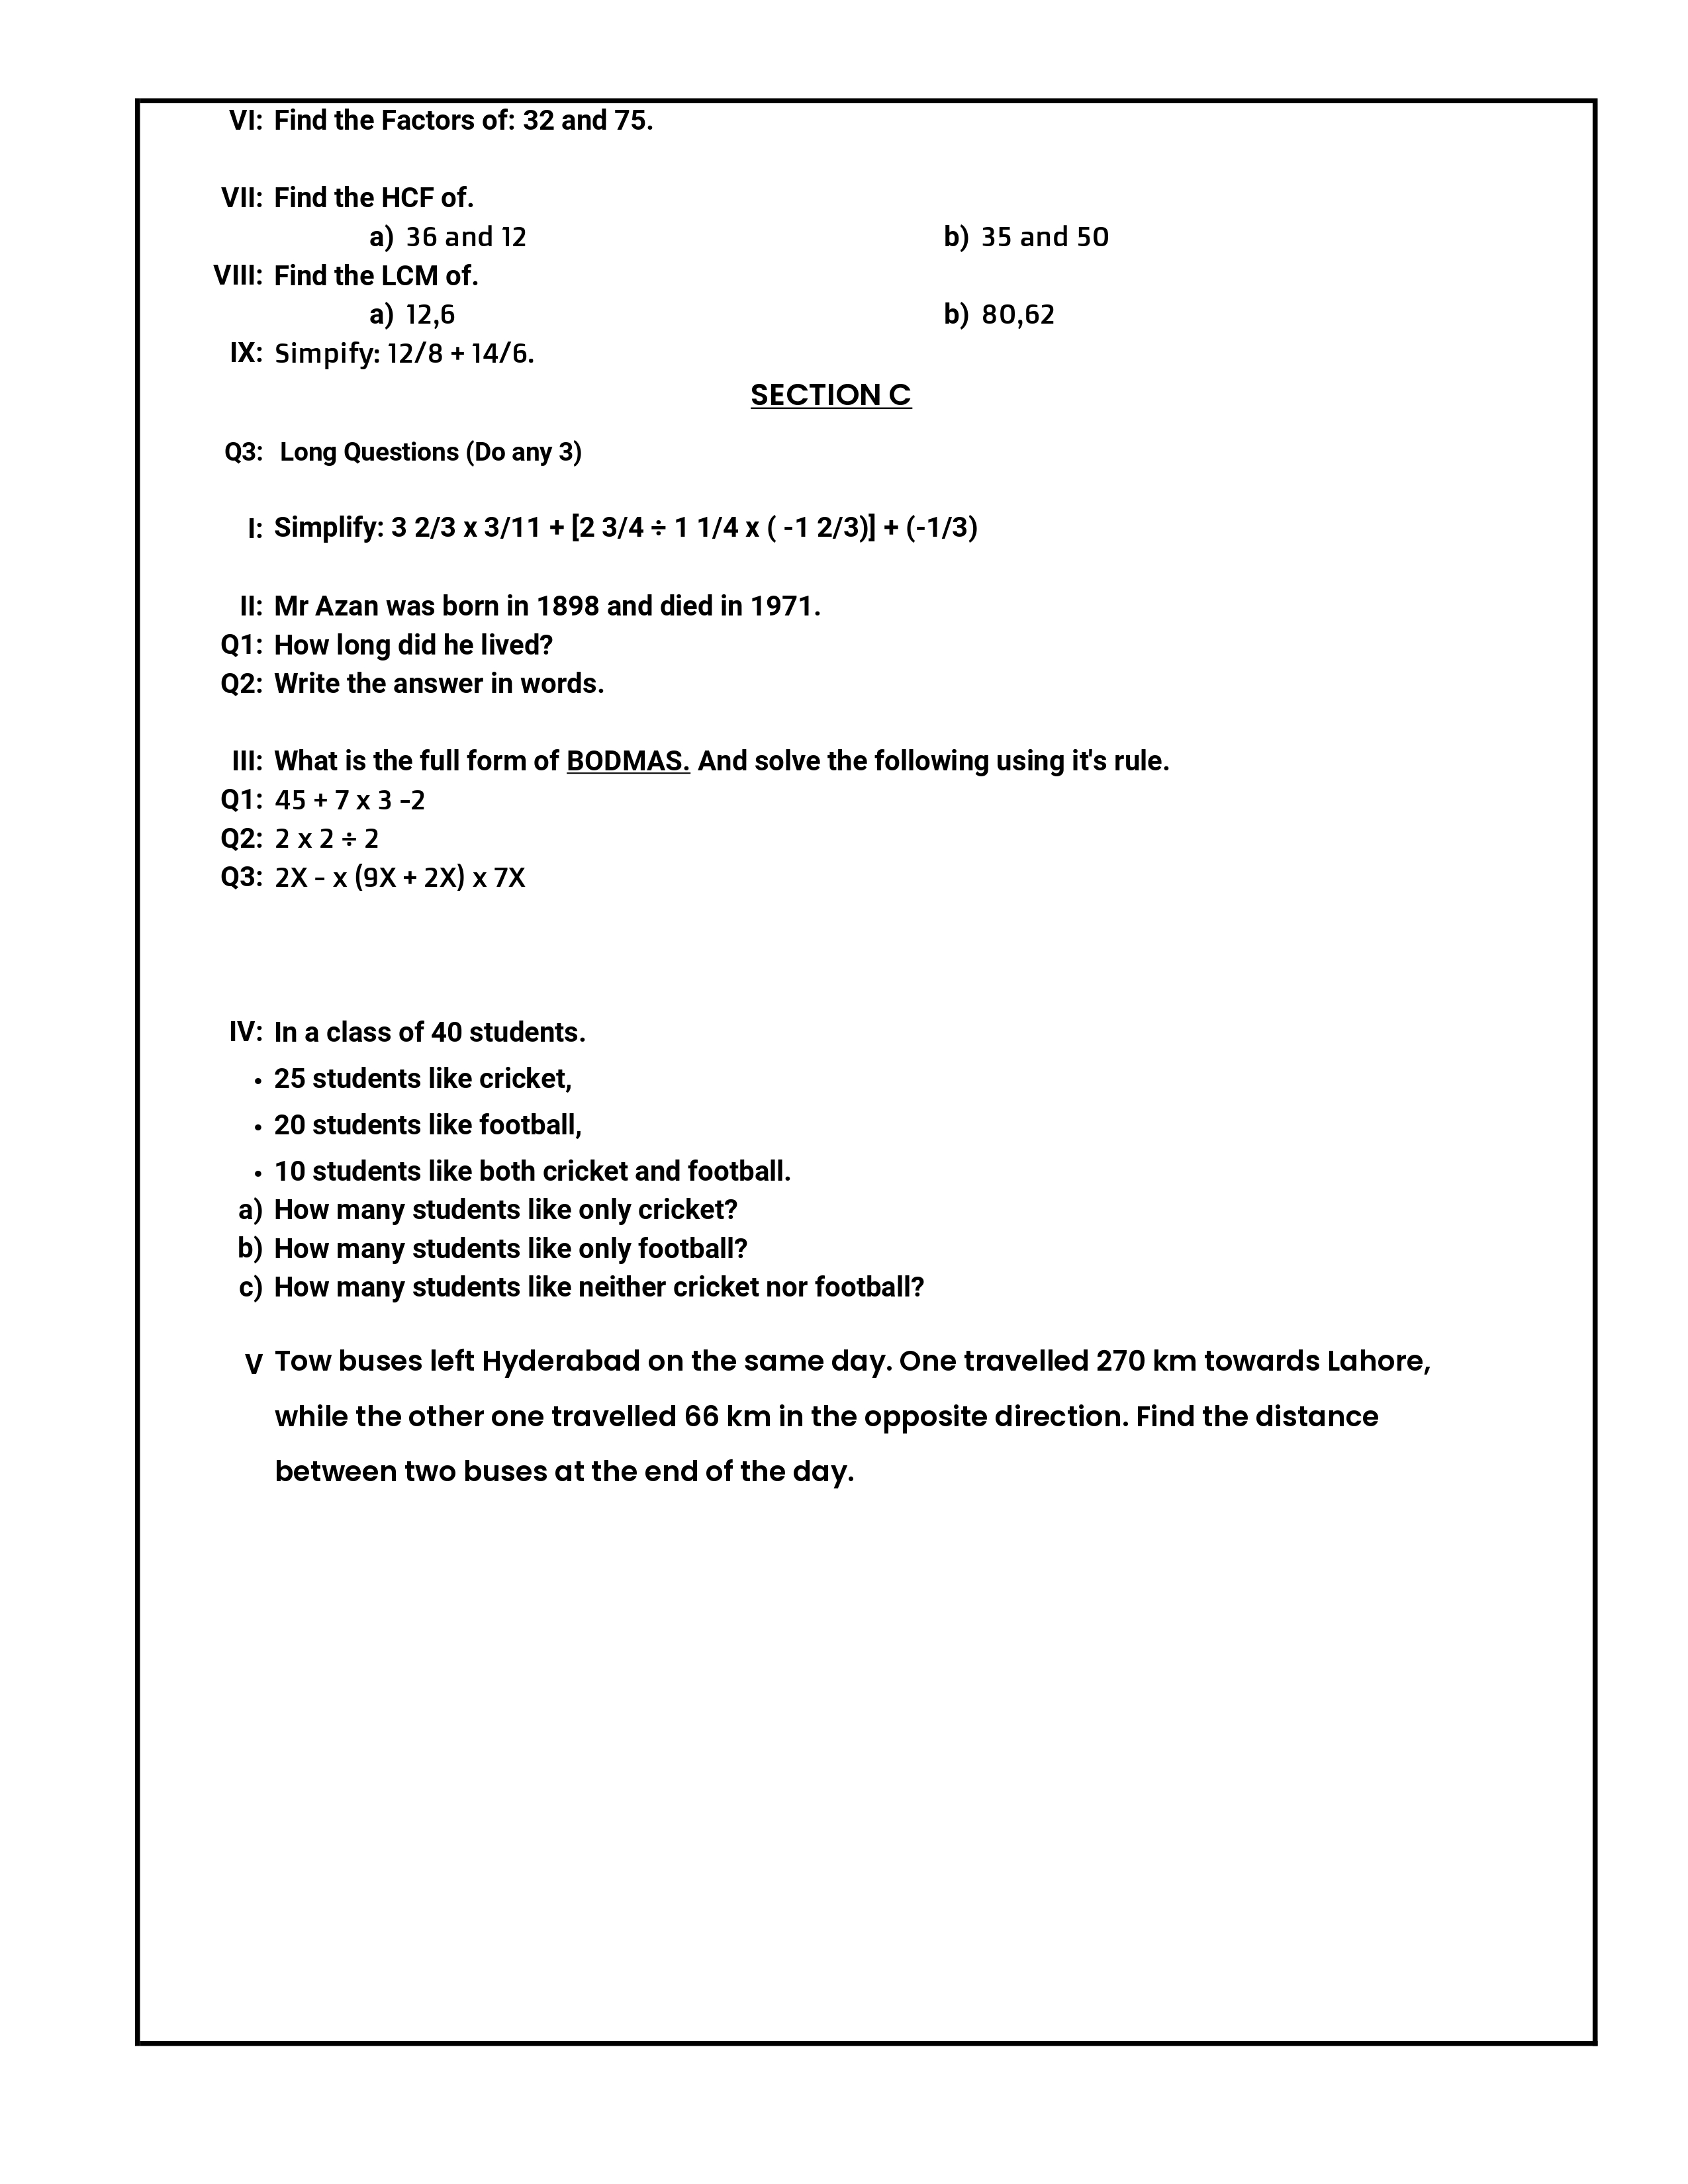 VI: Find the Factors of: 32 and 75.
VII: Find the HCF of.
a) 36 and 12 b) 35 and 50
VIII: Find the LCM of.
a) 12,6 b) 80,62
IX: Simpify: 12/8 + 14/6.
SECTION C
Q3: Long Questions (Do any 3)
I: Simplify: 3 2/3 x 3/11 + [2 3/4 ÷ 1 1/4 x ( -1 2/3)] + (-1/3)
II: Mr Azan was born in 1898 and died in 1971.
Q1: How long did he lived?
Q2: Write the answer in words.
III: What is the full form of BODMAS. And solve the following using it's rule.
Q1: 45 + 7 x 3 -2
Q2: 2 x 2 ÷ 2
Q3: 2X - x (9X + 2X) x 7X
IV: In a class of 40 students.
• 25 students like cricket,
• 20 students like football,
• 10 students like both cricket and football.
a) How many students like only cricket?
b) How many students like only football?
c) How many students like neither cricket nor football?
V Tow buses left Hyderabad on the same day. One travelled 270 km towards Lahore,
while the other one travelled 66 km in the opposite direction. Find the distance
between two buses at the end of the day.